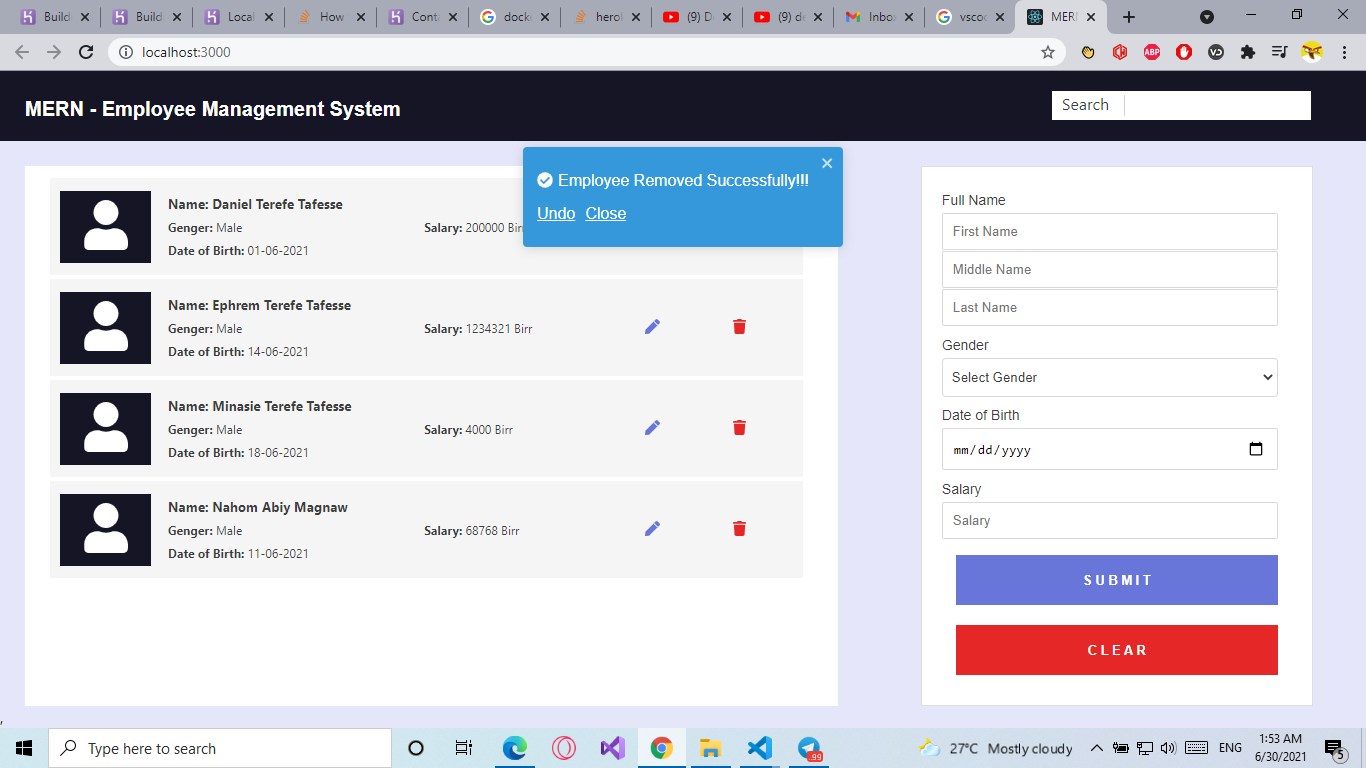 Build
Build
Local
How
Conta
docke
herok
(9) D
(9) de
Inbox
vscod
MERN
localhost:3000
ABP
MERN - Employee Management System
Search
Employee Removed Successfully!!!
Undo Close
Name: Daniel Terefe Tafesse
Genger: Male
Salary: 200000 Birr
Date of Birth: 01-06-2021
Name: Ephrem Terefe Tafesse
Genger: Male
Salary: 1234321 Birr
Date of Birth: 14-06-2021
Name: Minasie Terefe Tafesse
Genger: Male
Salary: 4000 Birr
Date of Birth: 18-06-2021
Name: Nahom Abiy Magnaw
Genger: Male
Salary: 68768 Birr
Date of Birth: 11-06-2021
Full Name
First Name
Middle Name
Last Name
Gender
Select Gender
Date of Birth
mm/dd/yyyy
Salary
Salary
SUBMIT
CLEAR
,
Type here to search
.99
27°C Mostly cloudy
ENG
1:53 AM
6/30/2021
5